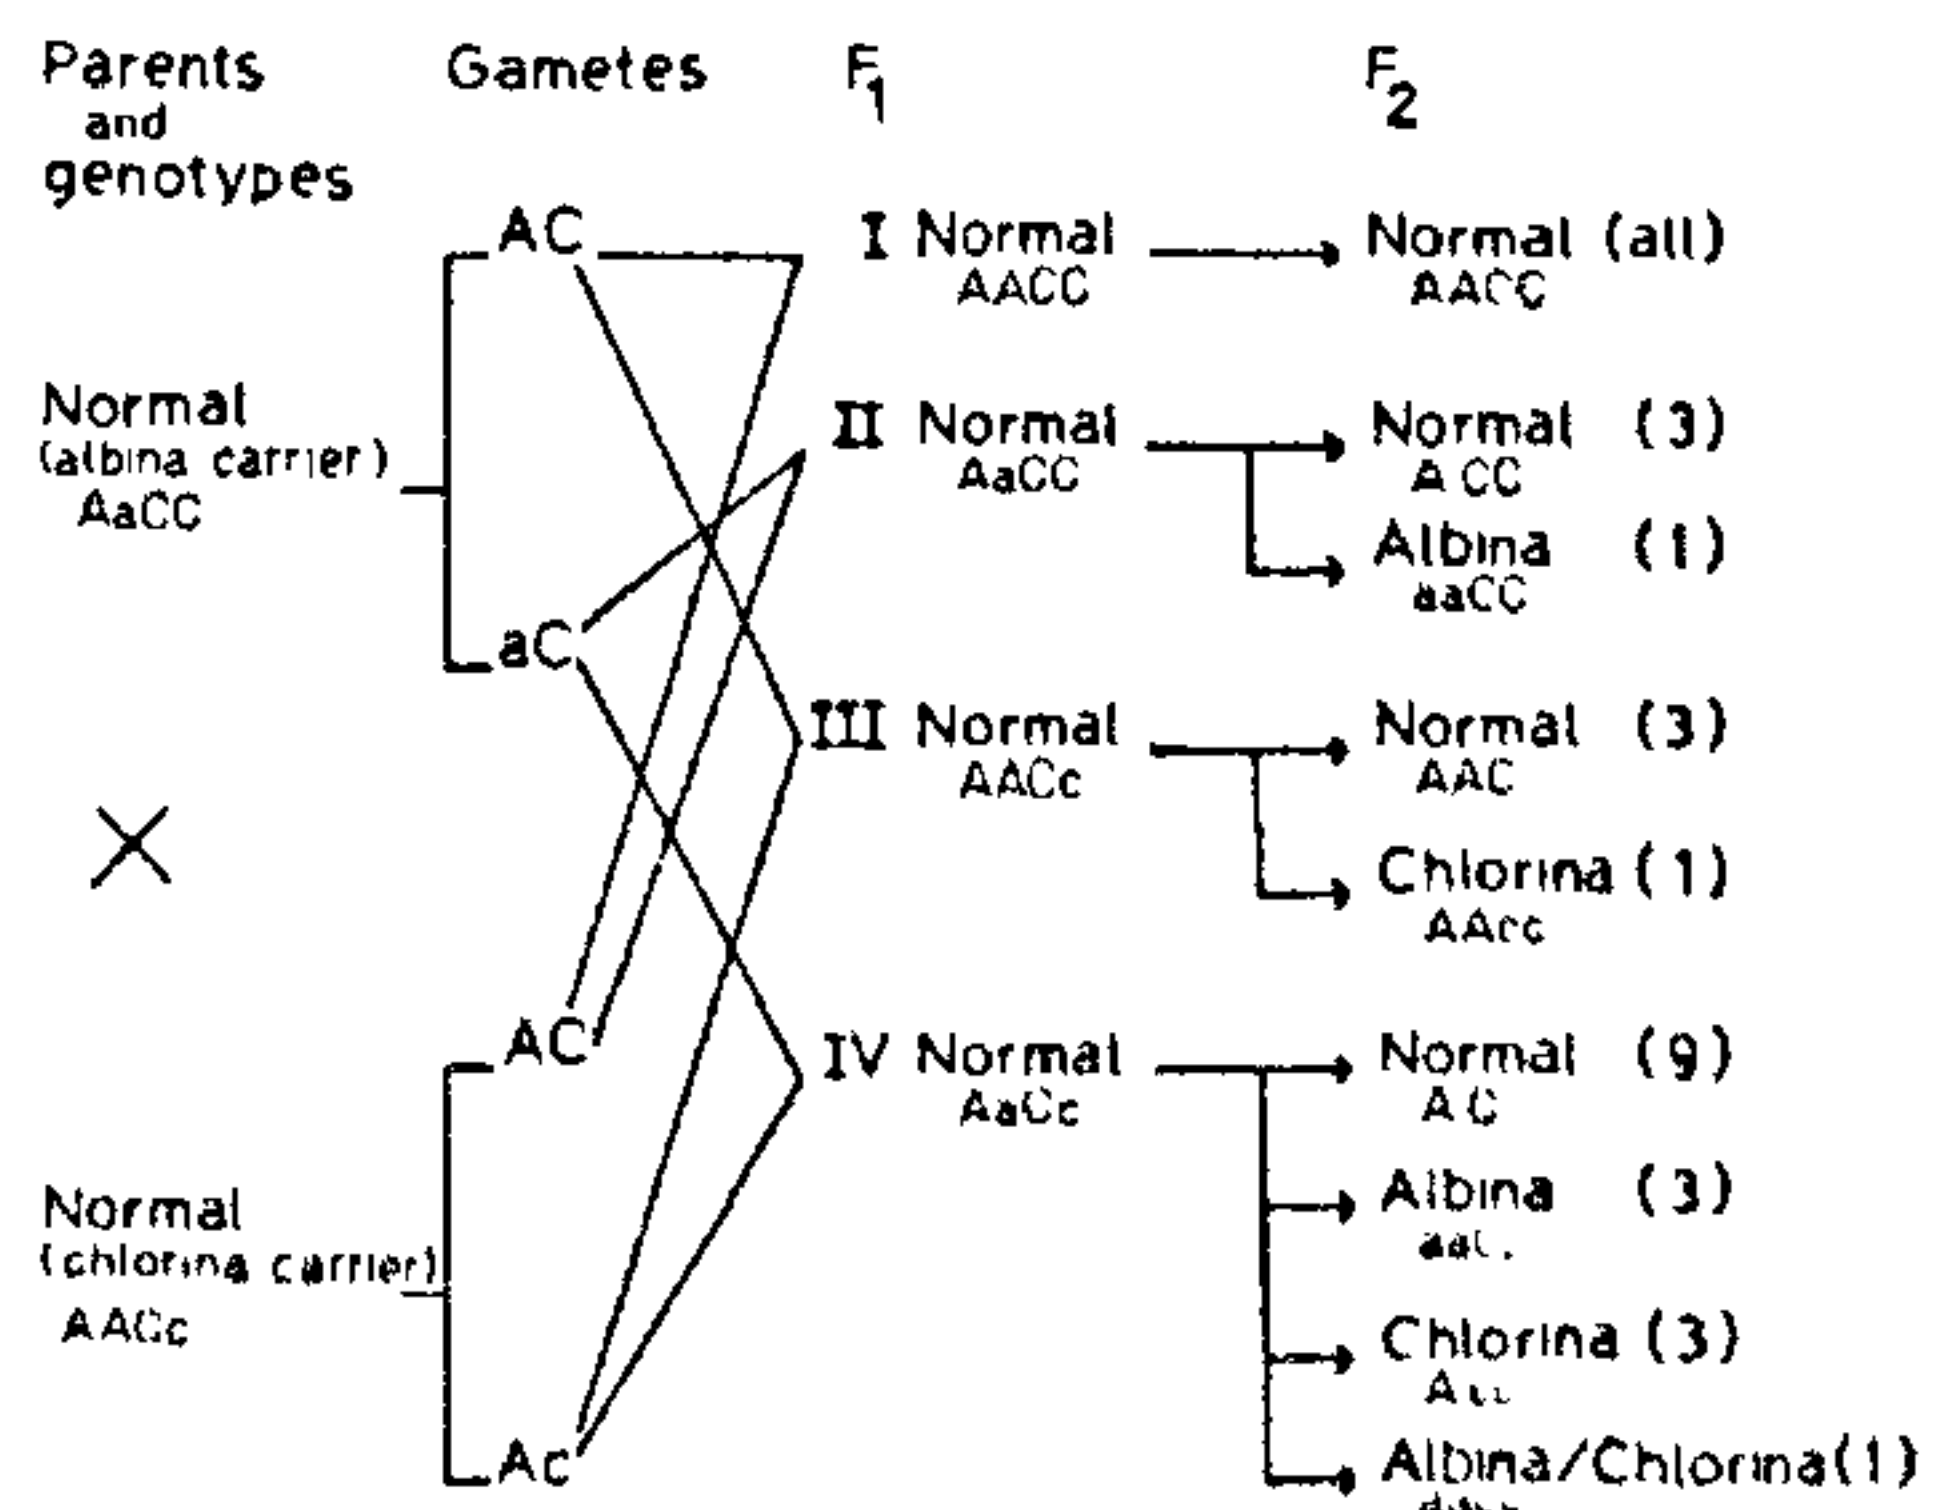 Parents
and
genotypes
Gametes
F1
F2
AC
I Normal
AACC
Normal (all)
AACC
Normal
(albina carrier)
AaCC
II Normal
AaCC
Normal (3)
A CC
Albina (1)
aaCC
aC
III Normal
AACc
Normal (3)
AAC
Chlorina (1)
AAcc
X
AC
IV Normal
AaCc
Normal (9)
A C
Albina (3)
Normal
(chlorina carrier)
AACc
Chlorina (3)
Ac
Albina/Chlorina (1)